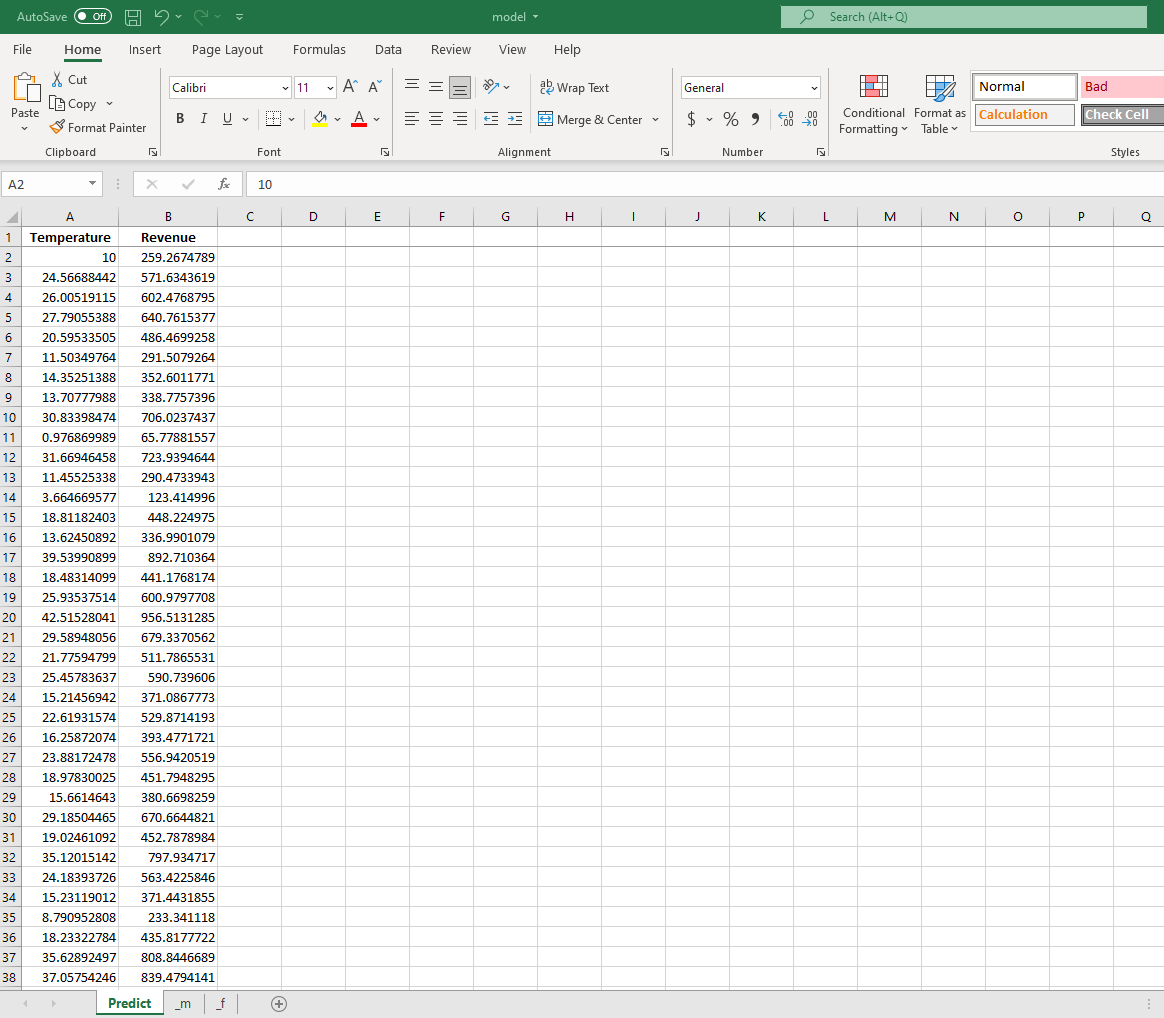 AutoSave Off model Search (Alt+Q)
File Home Insert Page Layout Formulas Data Review View Help
Paste Cut Copy Format Painter
Clipboard
Calibri 11
B I U A
Font
Wrap Text
Merge & Center
Alignment
General
$ %
Number
Conditional Formatting
Format as Table
Normal Bad
Calculation Check Cell
Styles
A2 fx 10
A B C D E F G H I J K L M N O P Q
1 Temperature Revenue
2 10 259.2674789
3 24.56688442 571.6343619
4 26.00519115 602.4768795
5 27.79055388 640.7615377
6 20.59533505 486.4699258
7 11.50349764 291.5079264
8 14.35251388 352.6011771
9 13.70777988 338.7757396
10 30.83398474 706.0237437
11 0.976869989 65.77881557
12 31.66946458 723.9394644
13 11.45525338 290.4733943
14 3.664669577 123.414996
15 18.81182403 448.224975
16 13.62450892 336.9901079
17 39.53990899 892.710364
18 18.48314099 441.1768174
19 25.93537514 600.9797708
20 42.51528041 956.5131285
21 29.58948056 679.3370562
22 21.77594799 511.7865531
23 25.45783637 590.739606
24 15.21456942 371.0867773
25 22.61931574 529.8714193
26 16.25872074 393.4771721
27 23.88172478 556.9420519
28 18.97830025 451.7948295
29 15.6614643 380.6698259
30 29.18504465 670.6644821
31 19.02461092 452.7878984
32 35.12015142 797.934717
33 24.18393726 563.4225846
34 15.23119012 371.4431855
35 8.790952808 233.341118
36 18.23322784 435.8177722
37 35.62892497 808.8446689
38 37.05754246 839.4794141
Predict _m _f